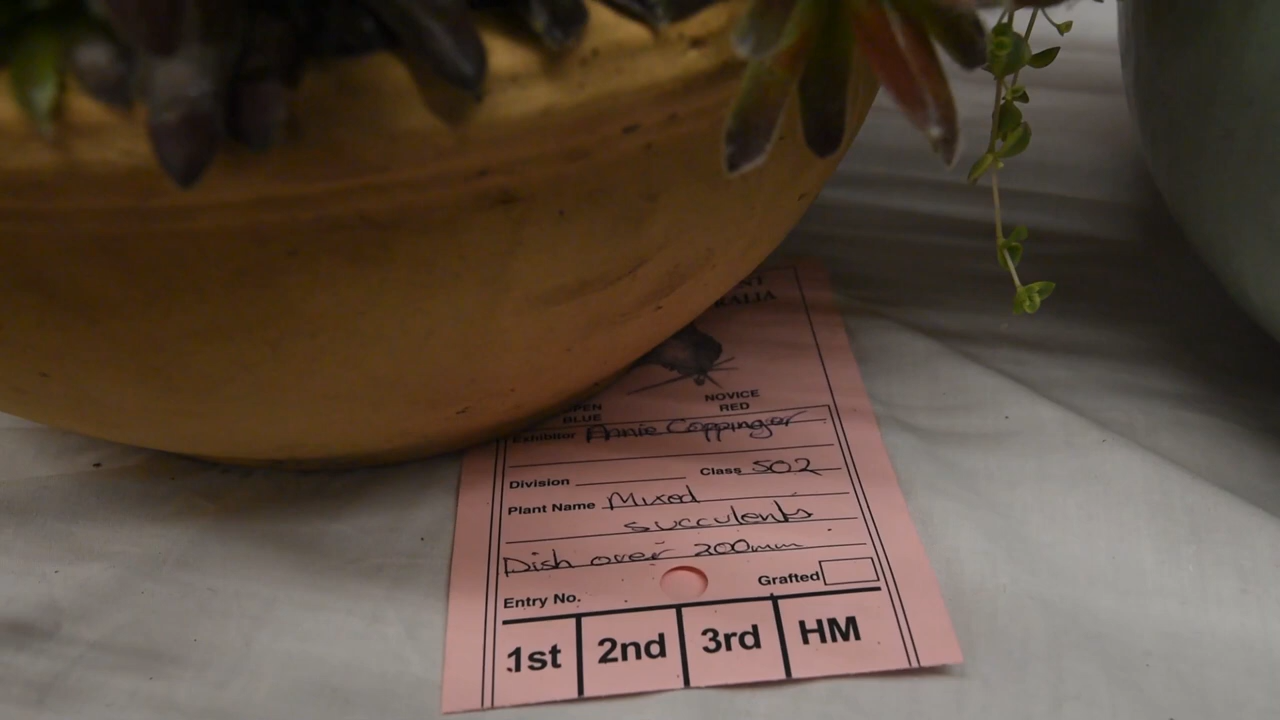 NOVICE
BLUE RED
Exhibitor Annie Coppinger
Division Class 502
Plant Name Mixed
succulents
Dish over 200mm
Grafted
Entry No.
1st 2nd 3rd HM